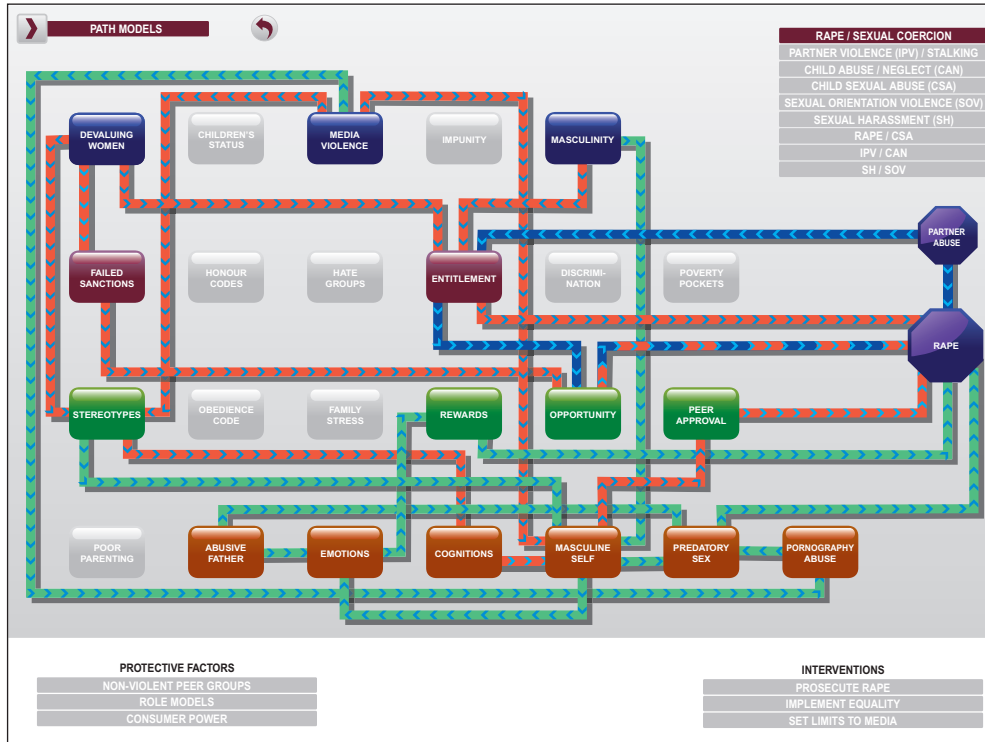 PATH MODELS
RAPE / SEXUAL COERCION
PARTNER VIOLENCE (IPV) / STALKING
CHILD ABUSE / NEGLECT (CAN)
CHILD SEXUAL ABUSE (CSA)
SEXUAL ORIENTATION VIOLENCE (SOV)
SEXUAL HARASSMENT (SH)
RAPE / CSA
IPV / CAN
SH / SOV
DEVALUING
WOMEN
CHILDREN'S
STATUS
MEDIA
VIOLENCE
IMPUNITY
MASCULINITY
PARTNER
ABUSE
FAILED
SANCTIONS
HONOUR
CODES
HATE
GROUPS
ENTITLEMENT
DISCRIMI-
NATION
POVERTY
POCKETS
RAPE
STEREOTYPES
OBEDIENCE
CODE
FAMILY
STRESS
REWARDS
OPPORTUNITY
PEER
APPROVAL
POOR
PARENTING
ABUSIVE
FATHER
EMOTIONS
COGNITIONS
MASCULINE
SELF
PREDATORY
SEX
PORNOGRAPHY
ABUSE
PROTECTIVE FACTORS
NON-VIOLENT PEER GROUPS
ROLE MODELS
CONSUMER POWER
INTERVENTIONS
PROSECUTE RAPE
IMPLEMENT EQUALITY
SET LIMITS TO MEDIA